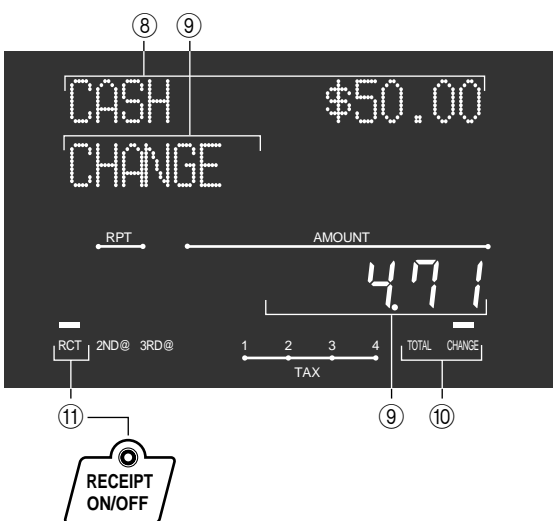 ⑧ ⑨
CASH $50.00
CHANGE
RPT AMOUNT
4.71
RCT 2ND@ 3RD@ 1 2 3 4 TOTAL CHANGE
TAX
⑪ ⑨ ⑩
RECEIPT
ON/OFF